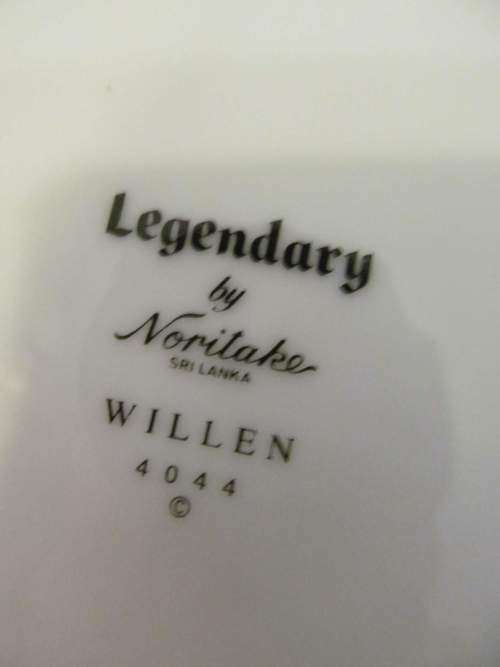 Legendary
by
Noritake
SRI LANKA
WILLEN
4044
©